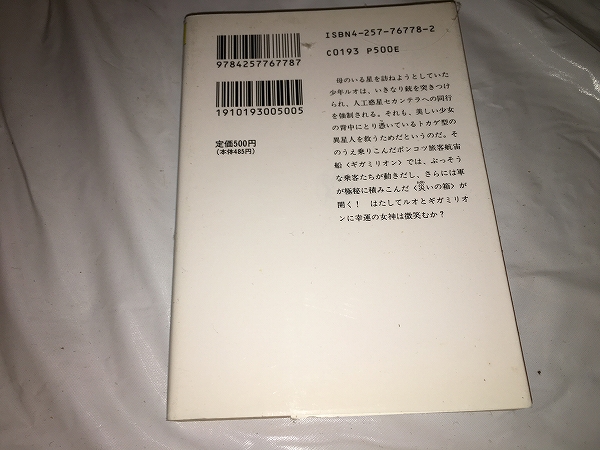 ISBN4-257-76778-2
C0193 P500E
9784257767787
1910193005005
定価500円
(本体485円)
母のいる星を訪ねようとしていた
少年ルオは、いきなり銃を突きつけ
られ、人工惑星セカンテラへの同行
を強制される。それも、美しい少女
の背中にとり憑いているトカゲ型の
異星人を救うためだというのだ。そ
のうえ乗りこんだポンコツ旅客航宙
船〈ギガミリオン〉では、ぶっそう
な乗客たちが動きだし、さらには軍
が極秘に積みこんだ〈災いの箱〉が
開く! はたしてルオとギガミリオ
ンに幸運の女神は微笑むか?